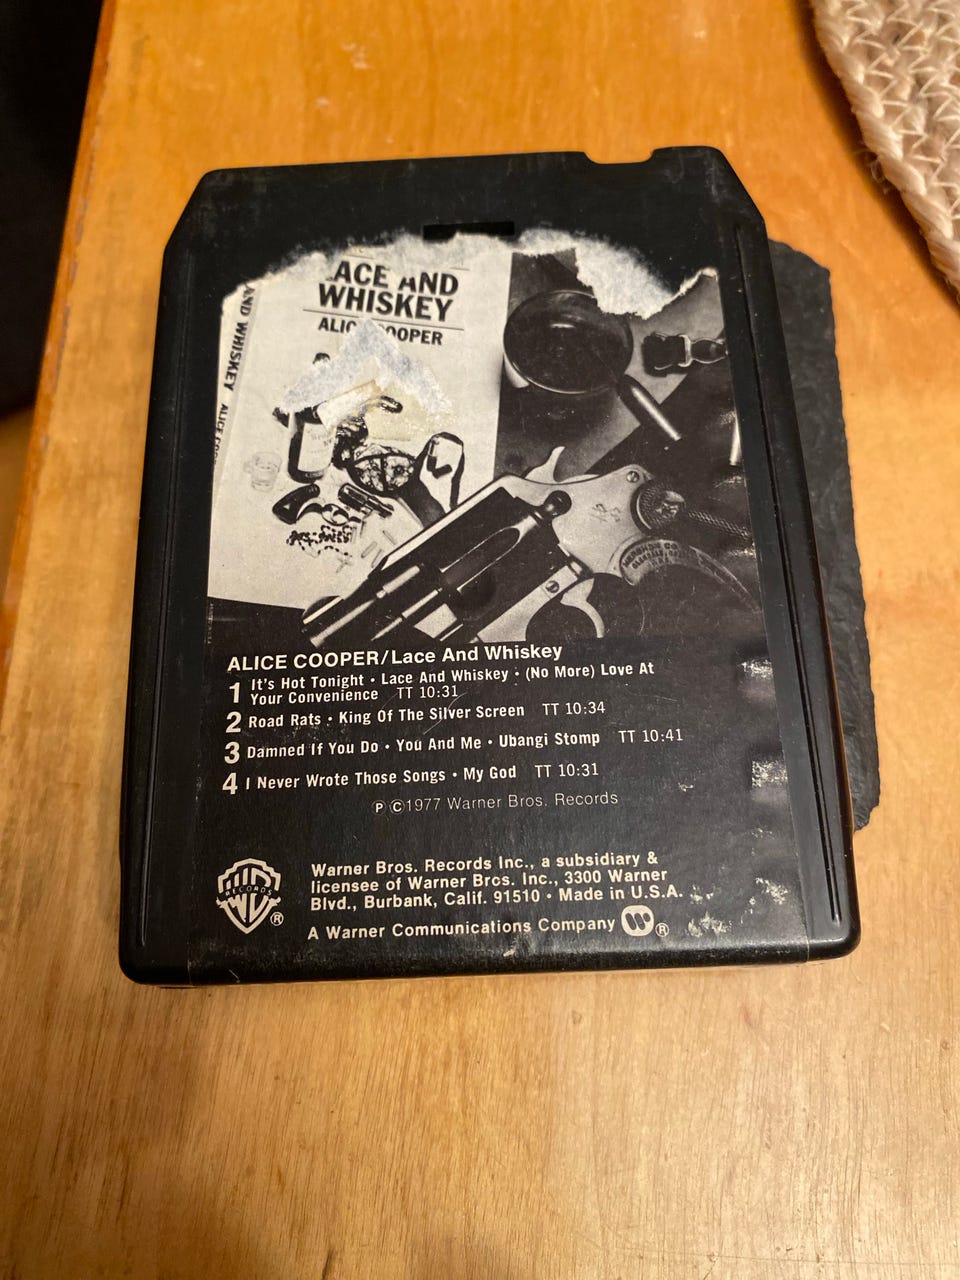 ACE AND
WHISKEY
ALIC OOPER
AND WHISKEY ALICE COO
ALICE COOPER/Lace And Whiskey
1 It's Hot Tonight • Lace And Whiskey • (No More) Love At
Your Convenience TT 10:31
2 Road Rats • King Of The Silver Screen TT 10:34
3 Damned If You Do • You And Me • Ubangi Stomp TT 10:41
4 I Never Wrote Those Songs • My God TT 10:31
Ⓟ ©1977 Warner Bros. Records
RECORDS
®
Warner Bros. Records Inc., a subsidiary &
licensee of Warner Bros. Inc., 3300 Warner
Blvd., Burbank, Calif. 91510 • Made in U.S.A.
A Warner Communications Company ®